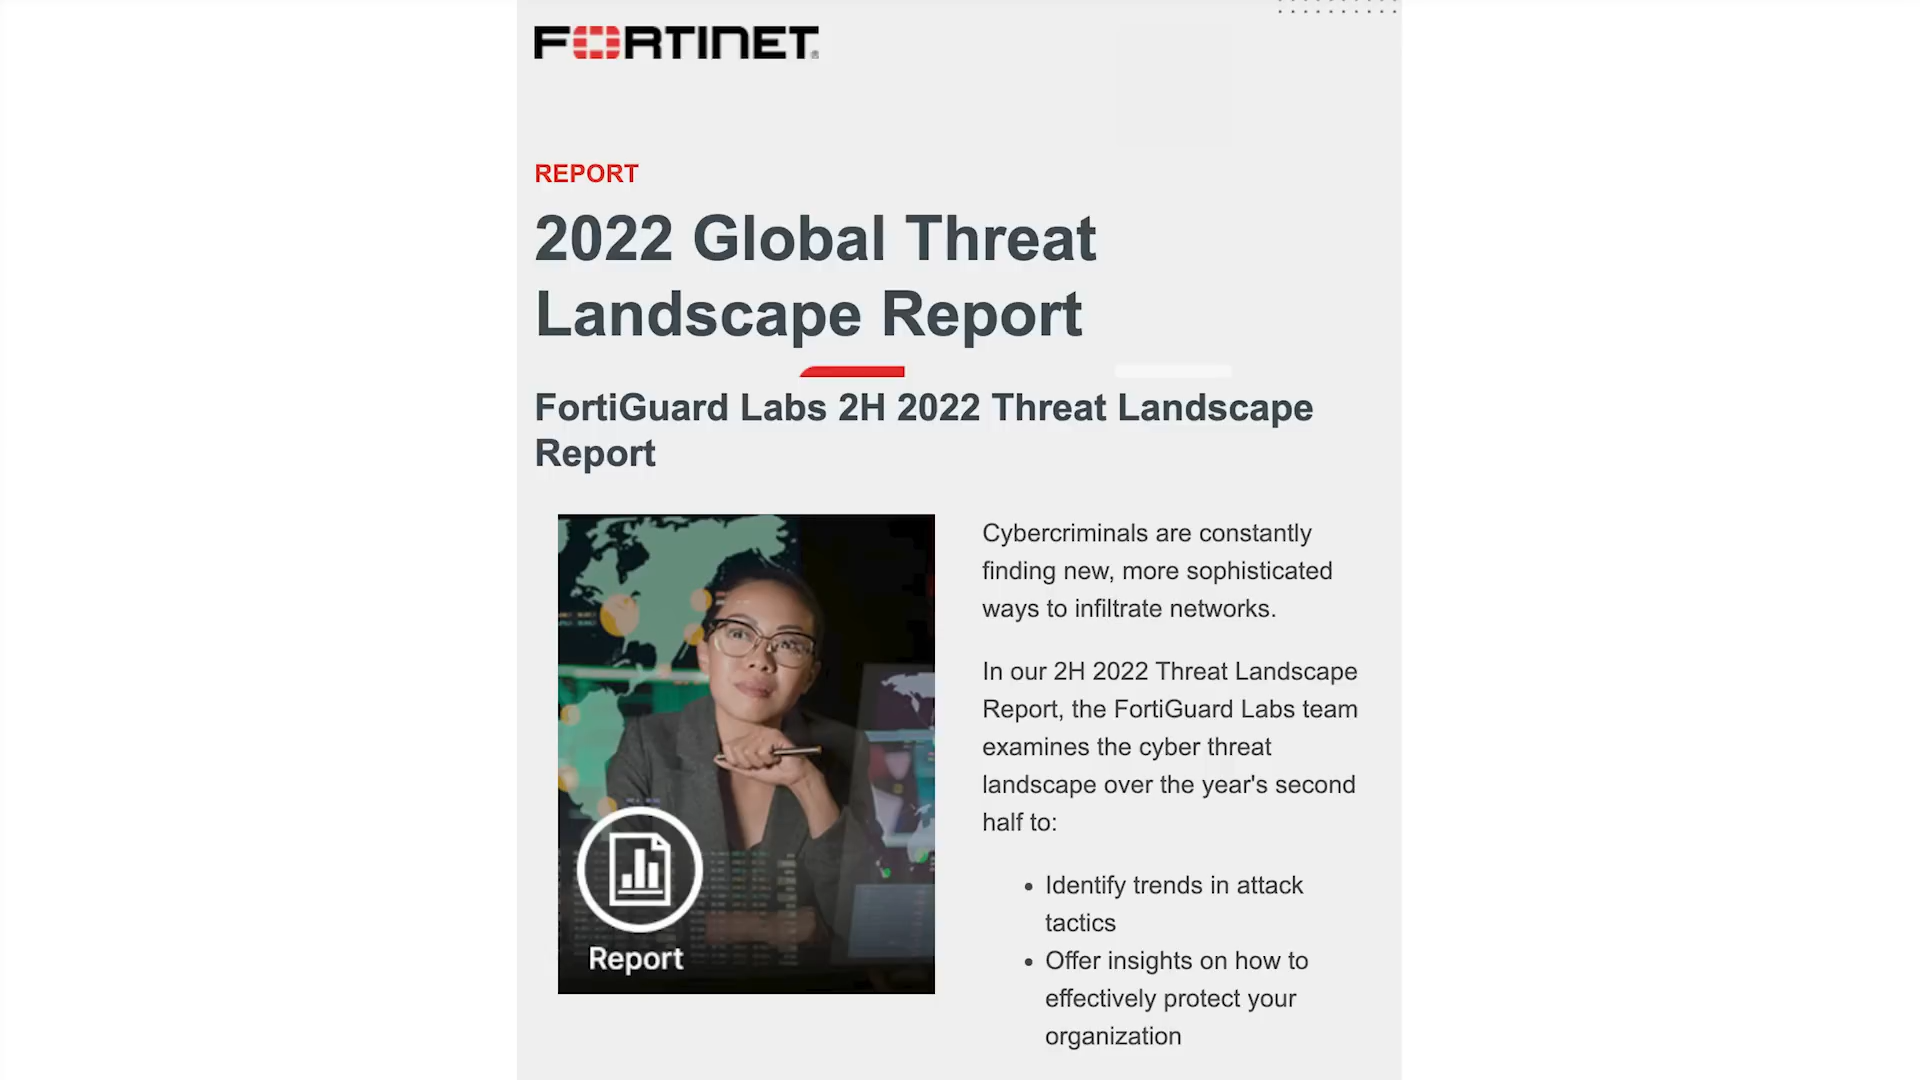 FORTINET
REPORT
2022 Global Threat
Landscape Report
FortiGuard Labs 2H 2022 Threat Landscape
Report
Report
Cybercriminals are constantly
finding new, more sophisticated
ways to infiltrate networks.
In our 2H 2022 Threat Landscape
Report, the FortiGuard Labs team
examines the cyber threat
landscape over the year's second
half to:
• Identify trends in attack
tactics
• Offer insights on how to
effectively protect your
organization